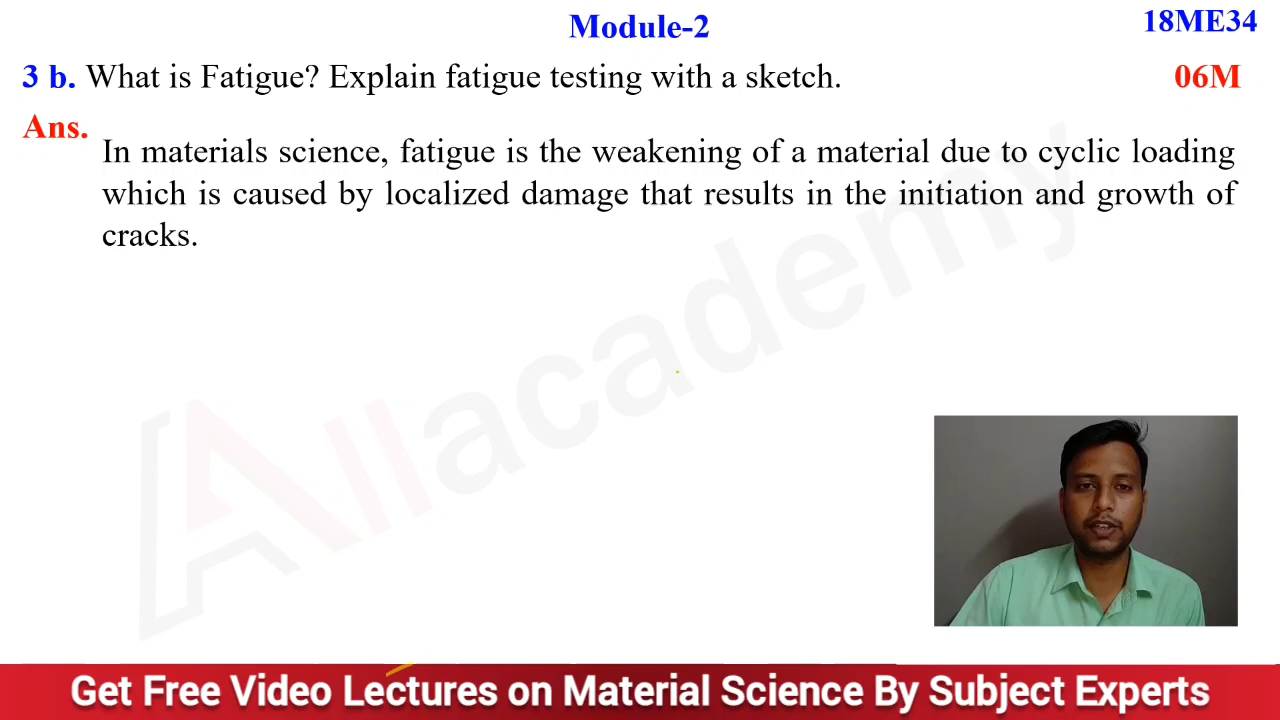 Module-2
18ME34
3 b. What is Fatigue? Explain fatigue testing with a sketch.
06M
Ans.
In materials science, fatigue is the weakening of a material due to cyclic loading
which is caused by localized damage that results in the initiation and growth of
cracks.
Allacademy
Get Free Video Lectures on Material Science By Subject Experts